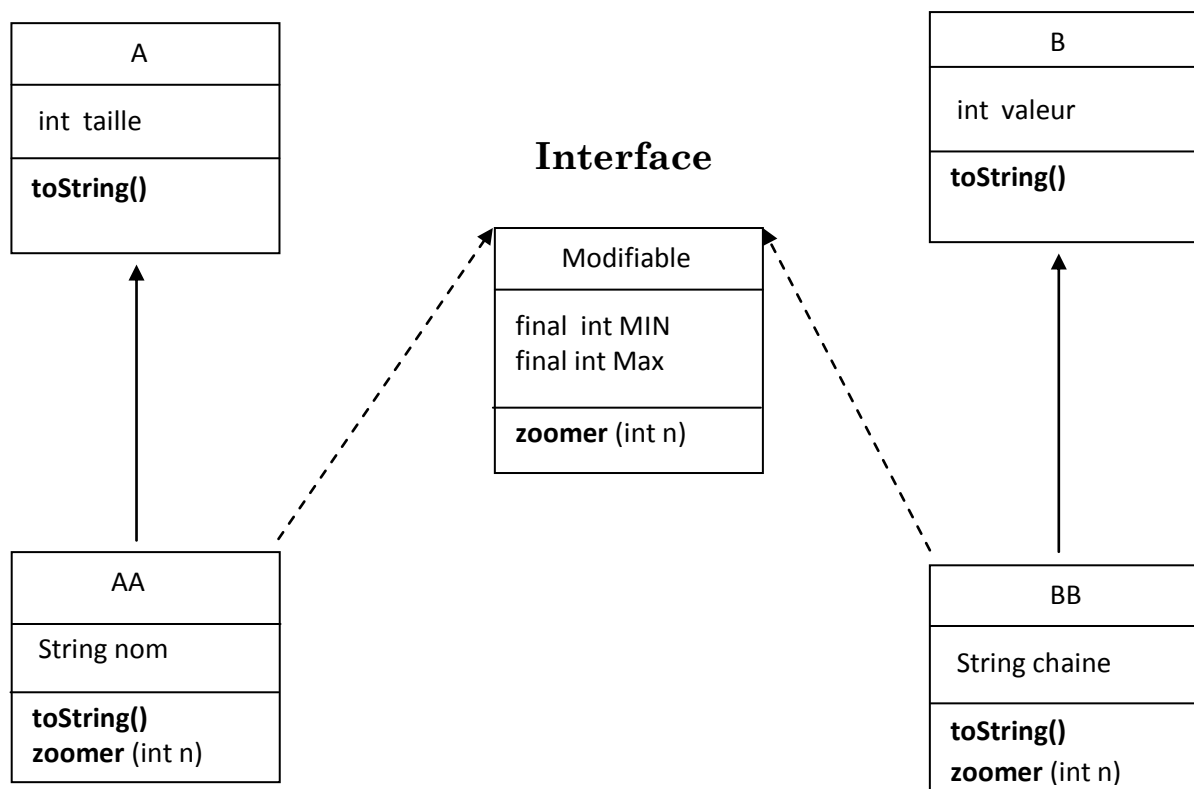 A
int taille
toString()
B
int valeur
toString()
Interface
Modifiable
final int MIN
final int Max
zoomer (int n)
AA
String nom
toString()
zoomer (int n)
BB
String chaine
toString()
zoomer (int n)